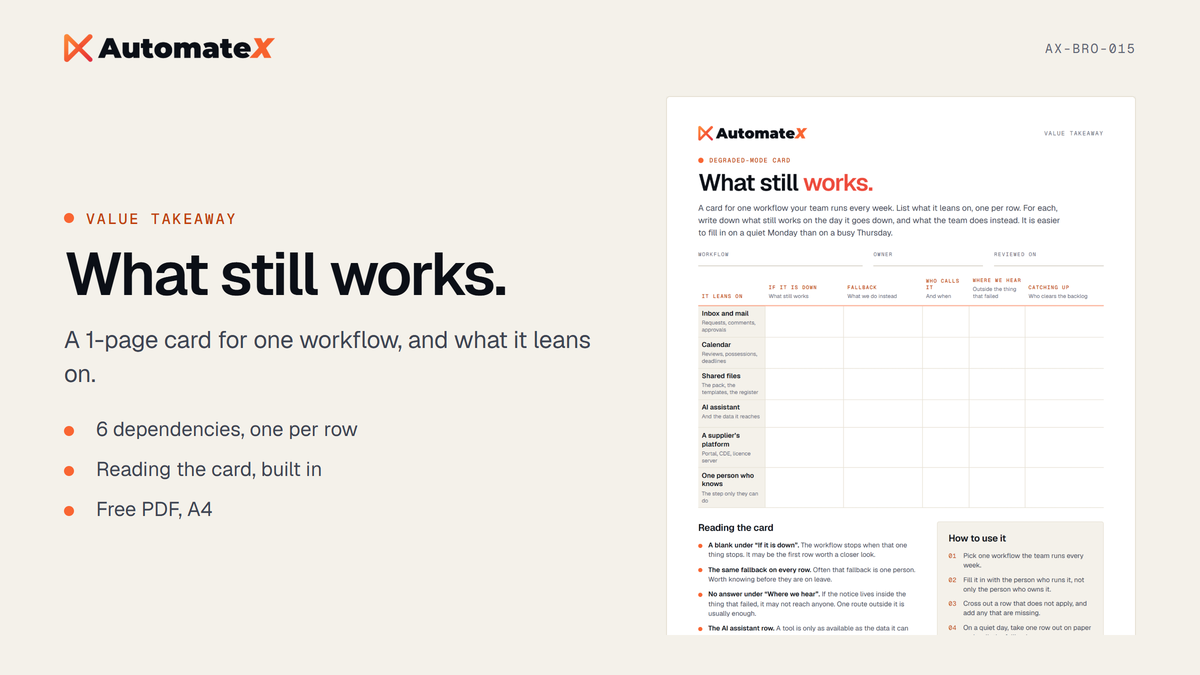 AutomateX
AX-BRO-015
VALUE TAKEAWAY
What still works.
A 1-page card for one workflow, and what it leans
on.
6 dependencies, one per row
Reading the card, built in
Free PDF, A4
AutomateX
VALUE TAKEAWAY
DEGRADED-MODE CARD
What still works.
A card for one workflow your team runs every week. List what it leans on, one per row. For each,
write down what still works on the day it goes down, and what the team does instead. It is easier
to fill in on a quiet Monday than on a busy Thursday.
WORKFLOW
OWNER
REVIEWED ON
IT LEANS ON
IF IT IS DOWN
What still works
FALLBACK
What we do instead
WHO CALLS
IT
And when
WHERE WE HEAR
Outside the thing
that failed
CATCHING UP
Who clears the backlog
Inbox and mail
Requests, comments,
approvals
Calendar
Reviews, possessions,
deadlines
Shared files
The pack, the
templates, the register
AI assistant
And the data it reaches
A supplier's
platform
Portal, CDE, licence
server
One person who
knows
The step only they can
do
Reading the card
A blank under “If it is down”. The workflow stops when that one
thing stops. It may be the first row worth a closer look.
The same fallback on every row. Often that fallback is one person.
Worth knowing before they are on leave.
No answer under “Where we hear”. If the notice lives inside the
thing that failed, it may not reach anyone. One route outside it is
usually enough.
The AI assistant row. A tool is only as available as the data it can
How to use it
01 Pick one workflow the team runs every
week.
02 Fill it in with the person who runs it, not
only the person who owns it.
03 Cross out a row that does not apply, and
add any that are missing.
04 On a quiet day, take one row out on paper